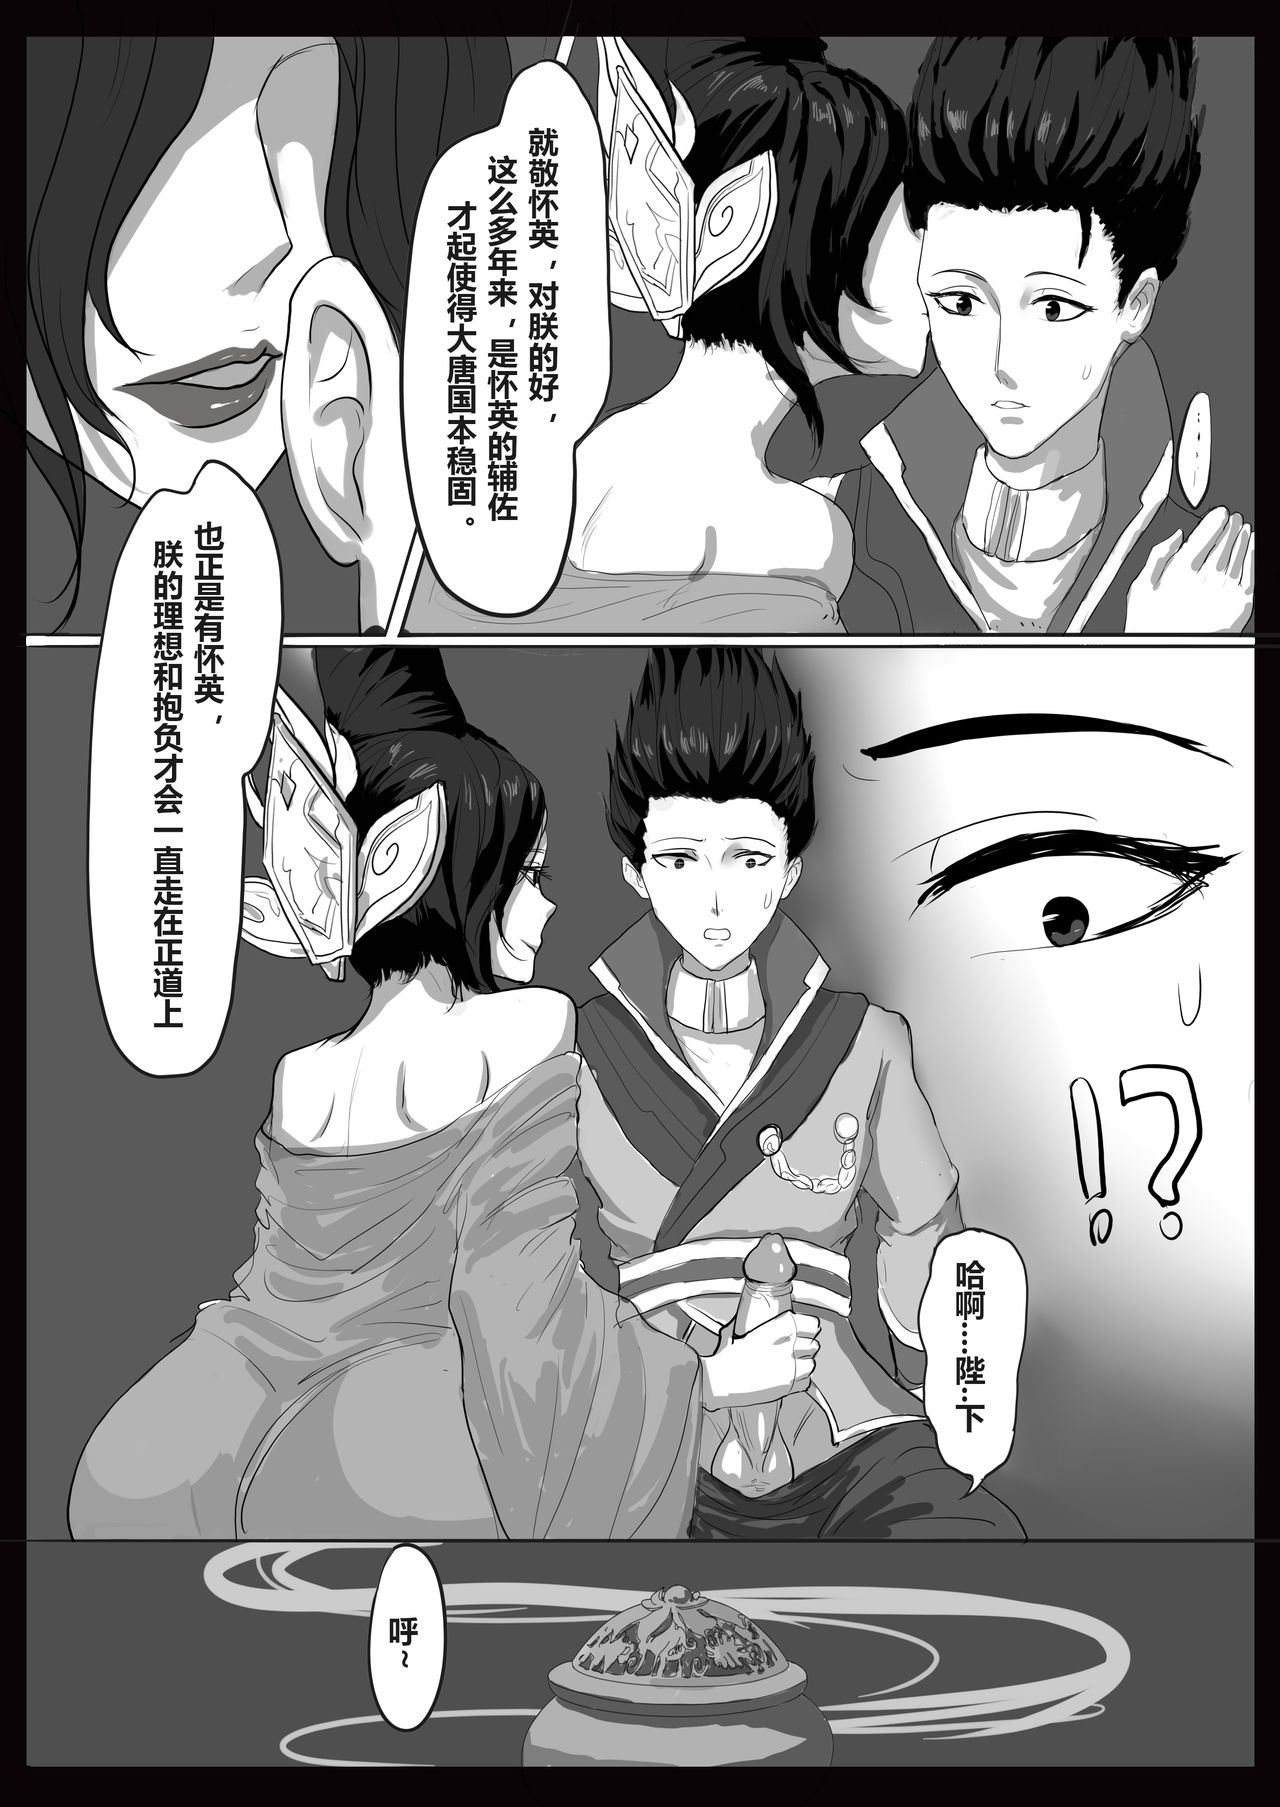 就敬怀英，对朕的好，
这么多年来，是怀英的辅佐
才起使得大唐国本稳固。
……
也正是有怀英，
朕的理想和抱负才会一直走在正道上
!?
哈啊……陛…下
呼~